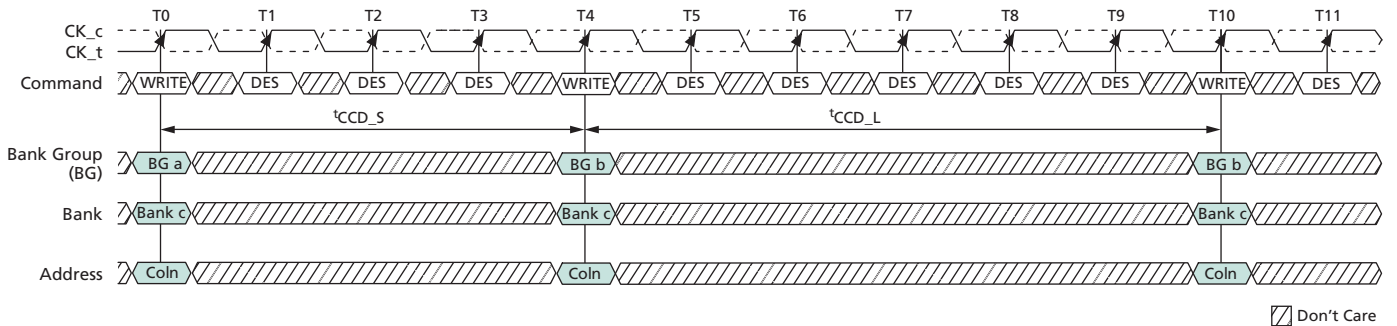 T0 T1 T2 T3 T4 T5 T6 T7 T8 T9 T10 T11
CK_c
CK_t
Command WRITE DES DES DES WRITE DES DES DES DES DES WRITE DES
tCCD_S tCCD_L
Bank Group
(BG) BG a BG b BG b
Bank Bank c Bank c Bank c
Address Coln Coln Coln
Don't Care